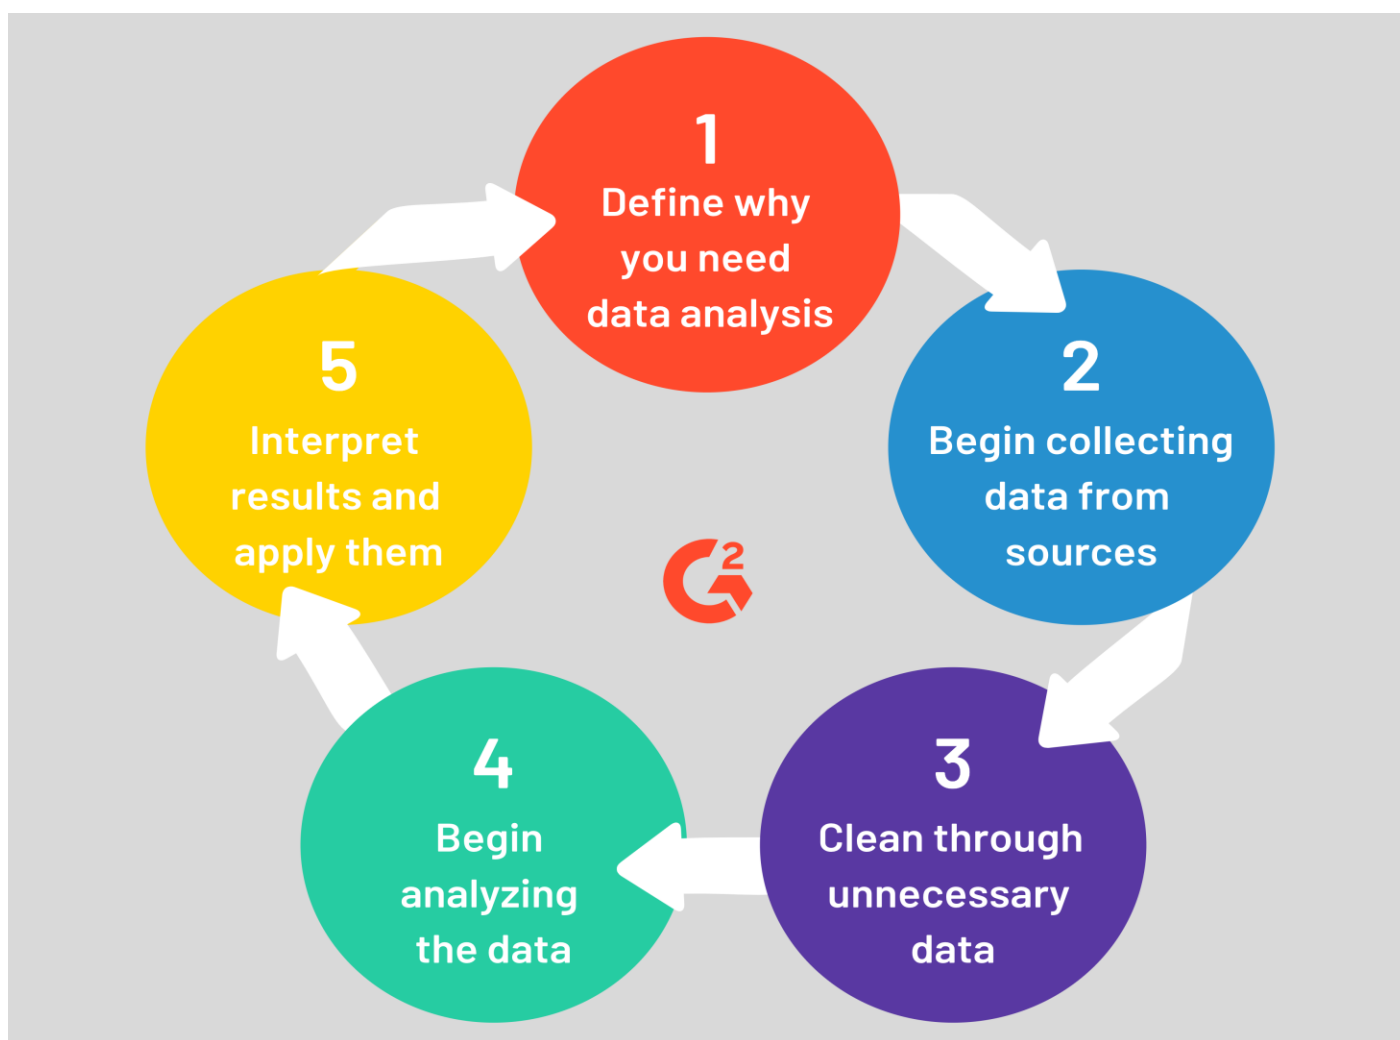 1
Define why
you need
data analysis
2
Begin collecting
data from
sources
3
Clean through
unnecessary
data
4
Begin
analyzing
the data
5
Interpret
results and
apply them
G2